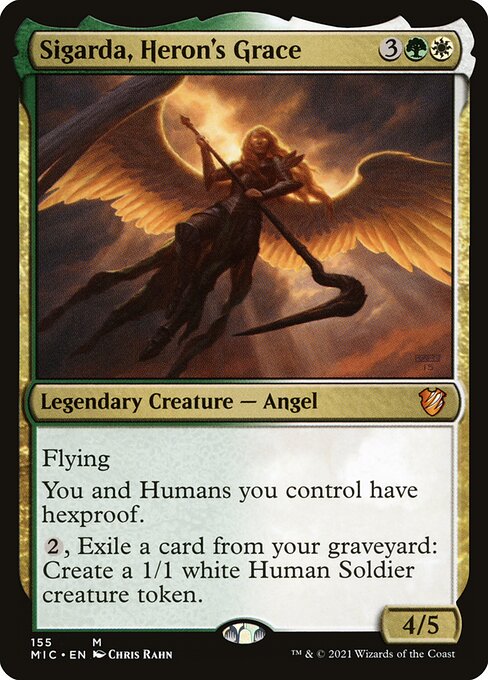 Sigarda, Heron's Grace 3
Legendary Creature — Angel
Flying
You and Humans you control have
hexproof.
2, Exile a card from your graveyard:
Create a 1/1 white Human Soldier
creature token.
4/5
155 M
MIC • EN Chris Rahn
™ & © 2021 Wizards of the Coast